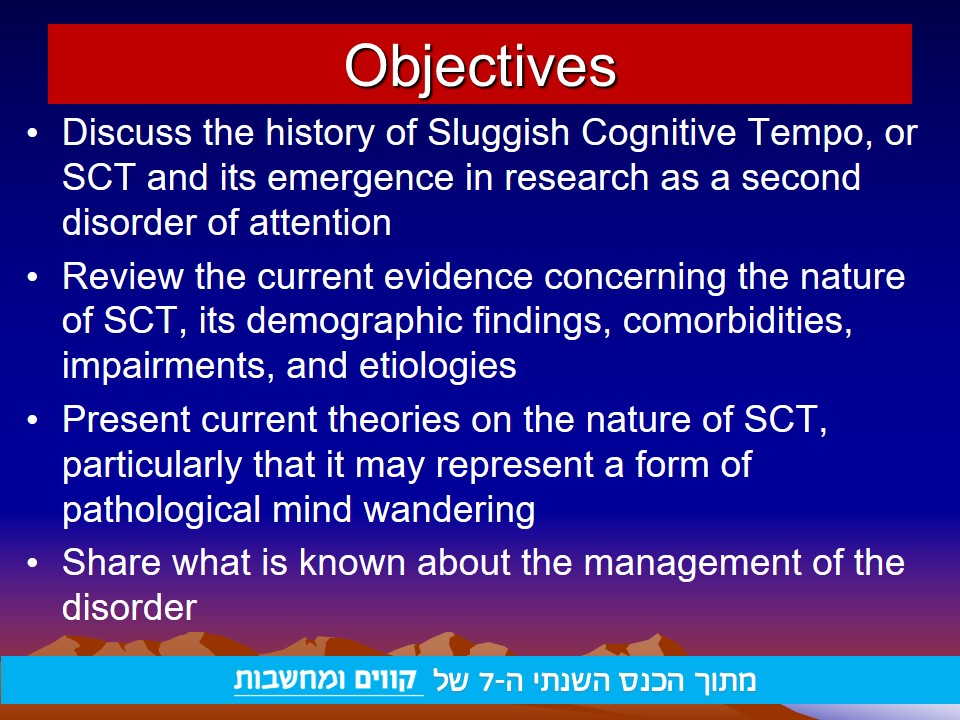 Objectives
• Discuss the history of Sluggish Cognitive Tempo, or
SCT and its emergence in research as a second
disorder of attention
• Review the current evidence concerning the nature
of SCT, its demographic findings, comorbidities,
impairments, and etiologies
• Present current theories on the nature of SCT,
particularly that it may represent a form of
pathological mind wandering
• Share what is known about the management of the
disorder
מתוך הכנס השנתי ה-7 של קווים ומחשבות